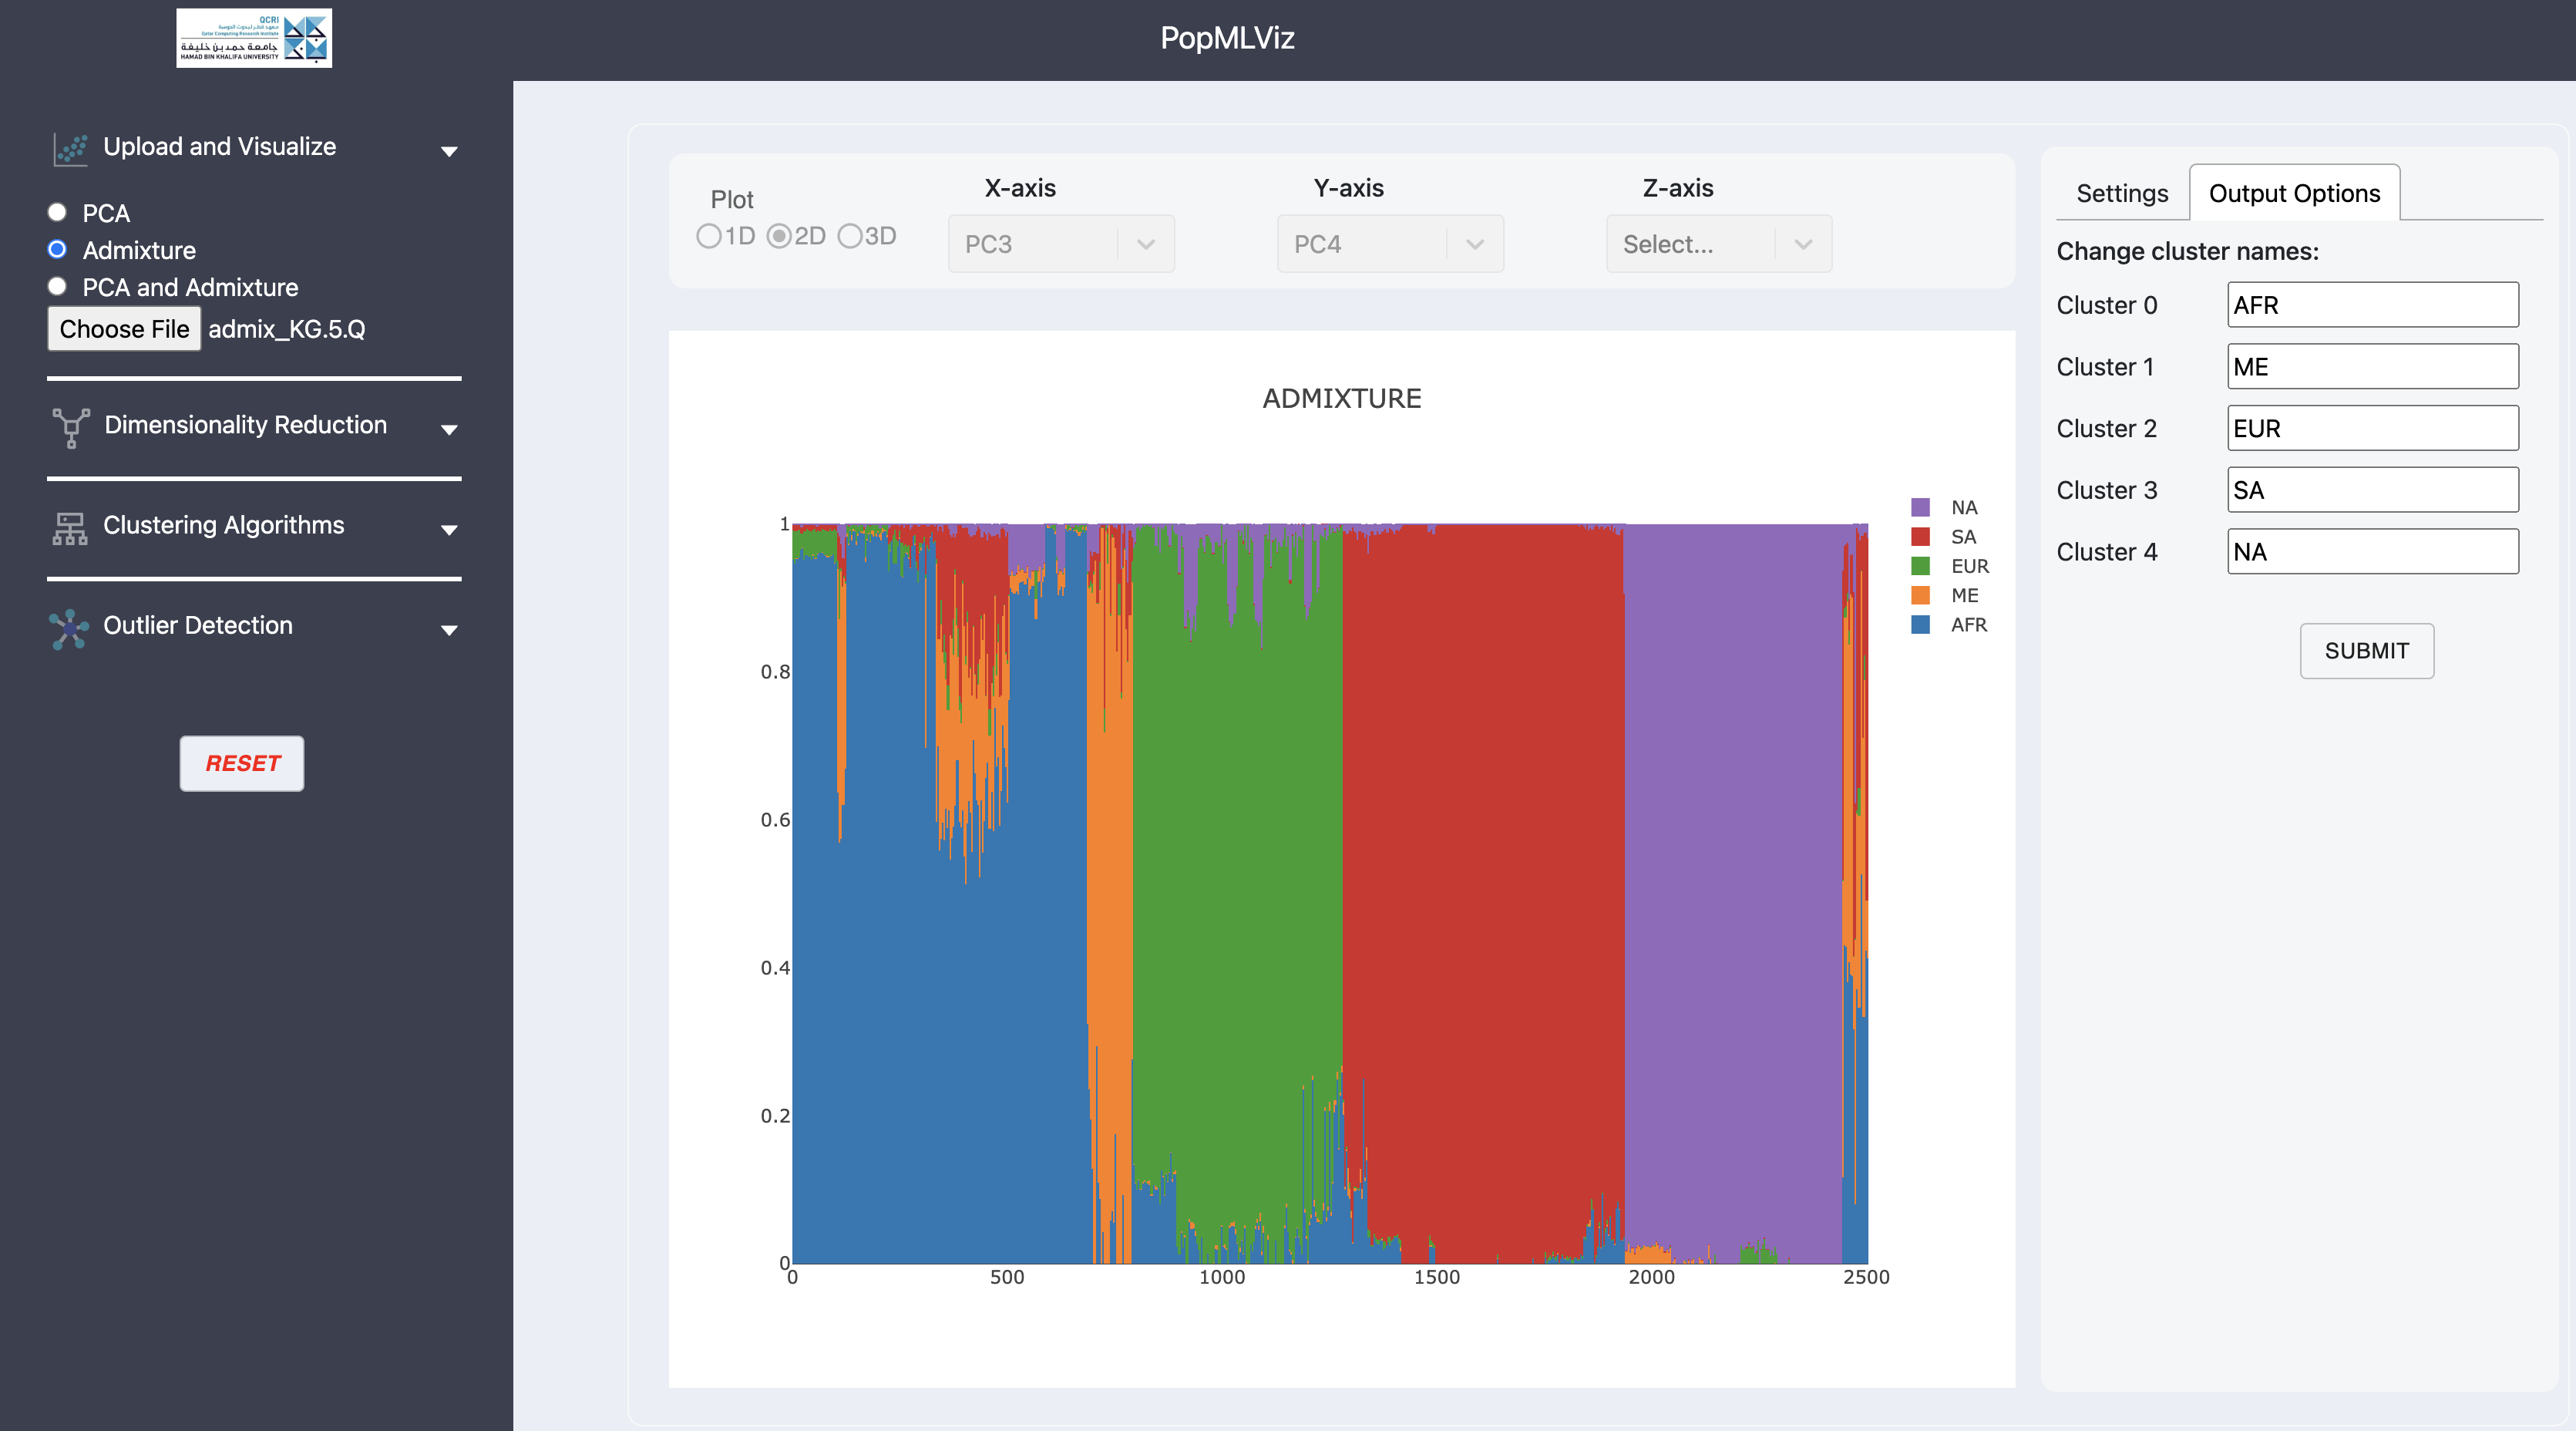 QCRI
معهد قطر لبحوث الحوسبة
Qatar Computing Research Institute
جامعة حمد بن خليفة
HAMAD BIN KHALIFA UNIVERSITY
PopMLViz
Upload and Visualize
PCA
Admixture
PCA and Admixture
Choose File admix_KG.5.Q
Dimensionality Reduction
Clustering Algorithms
Outlier Detection
RESET
Plot
1D 2D 3D
X-axis
PC3
Y-axis
PC4
Z-axis
Select...
ADMIXTURE
1
0.8
0.6
0.4
0.2
0
0 500 1000 1500 2000 2500
NA
SA
EUR
ME
AFR
Settings Output Options
Change cluster names:
Cluster 0 AFR
Cluster 1 ME
Cluster 2 EUR
Cluster 3 SA
Cluster 4 NA
SUBMIT